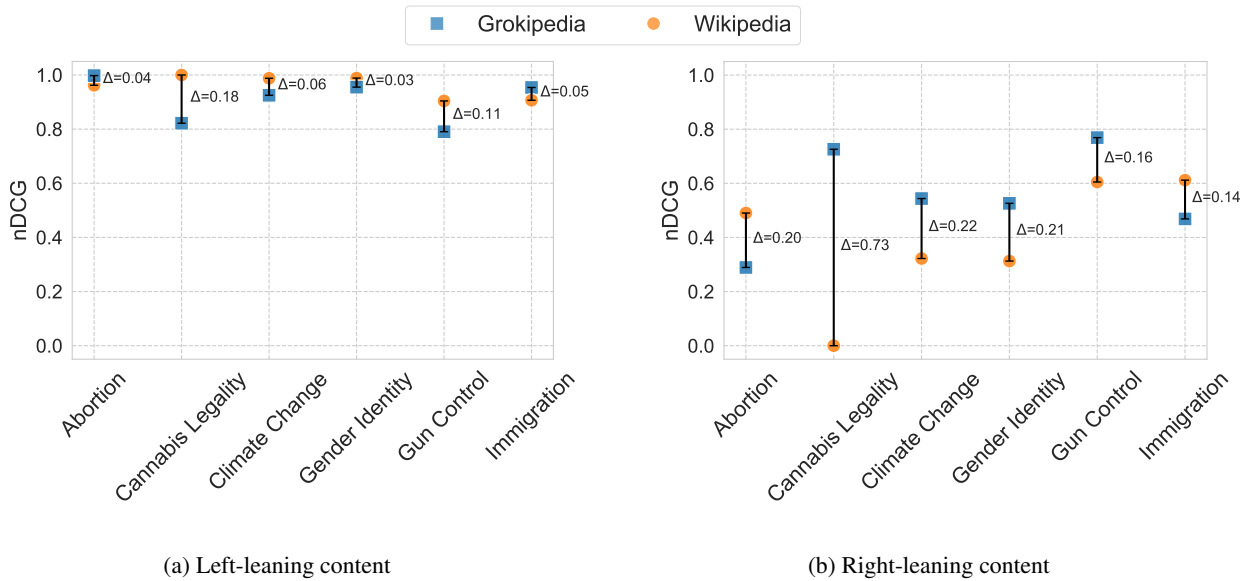 Grokipedia
Wikipedia
nDCG
1.0
0.8
0.6
0.4
0.2
0.0
Δ=0.04
Δ=0.18
Δ=0.06
Δ=0.03
Δ=0.11
Δ=0.05
Abortion
Cannabis Legality
Climate Change
Gender Identity
Gun Control
Immigration
(a) Left-leaning content
nDCG
1.0
0.8
0.6
0.4
0.2
0.0
Δ=0.20
Δ=0.73
Δ=0.22
Δ=0.21
Δ=0.16
Δ=0.14
Abortion
Cannabis Legality
Climate Change
Gender Identity
Gun Control
Immigration
(b) Right-leaning content